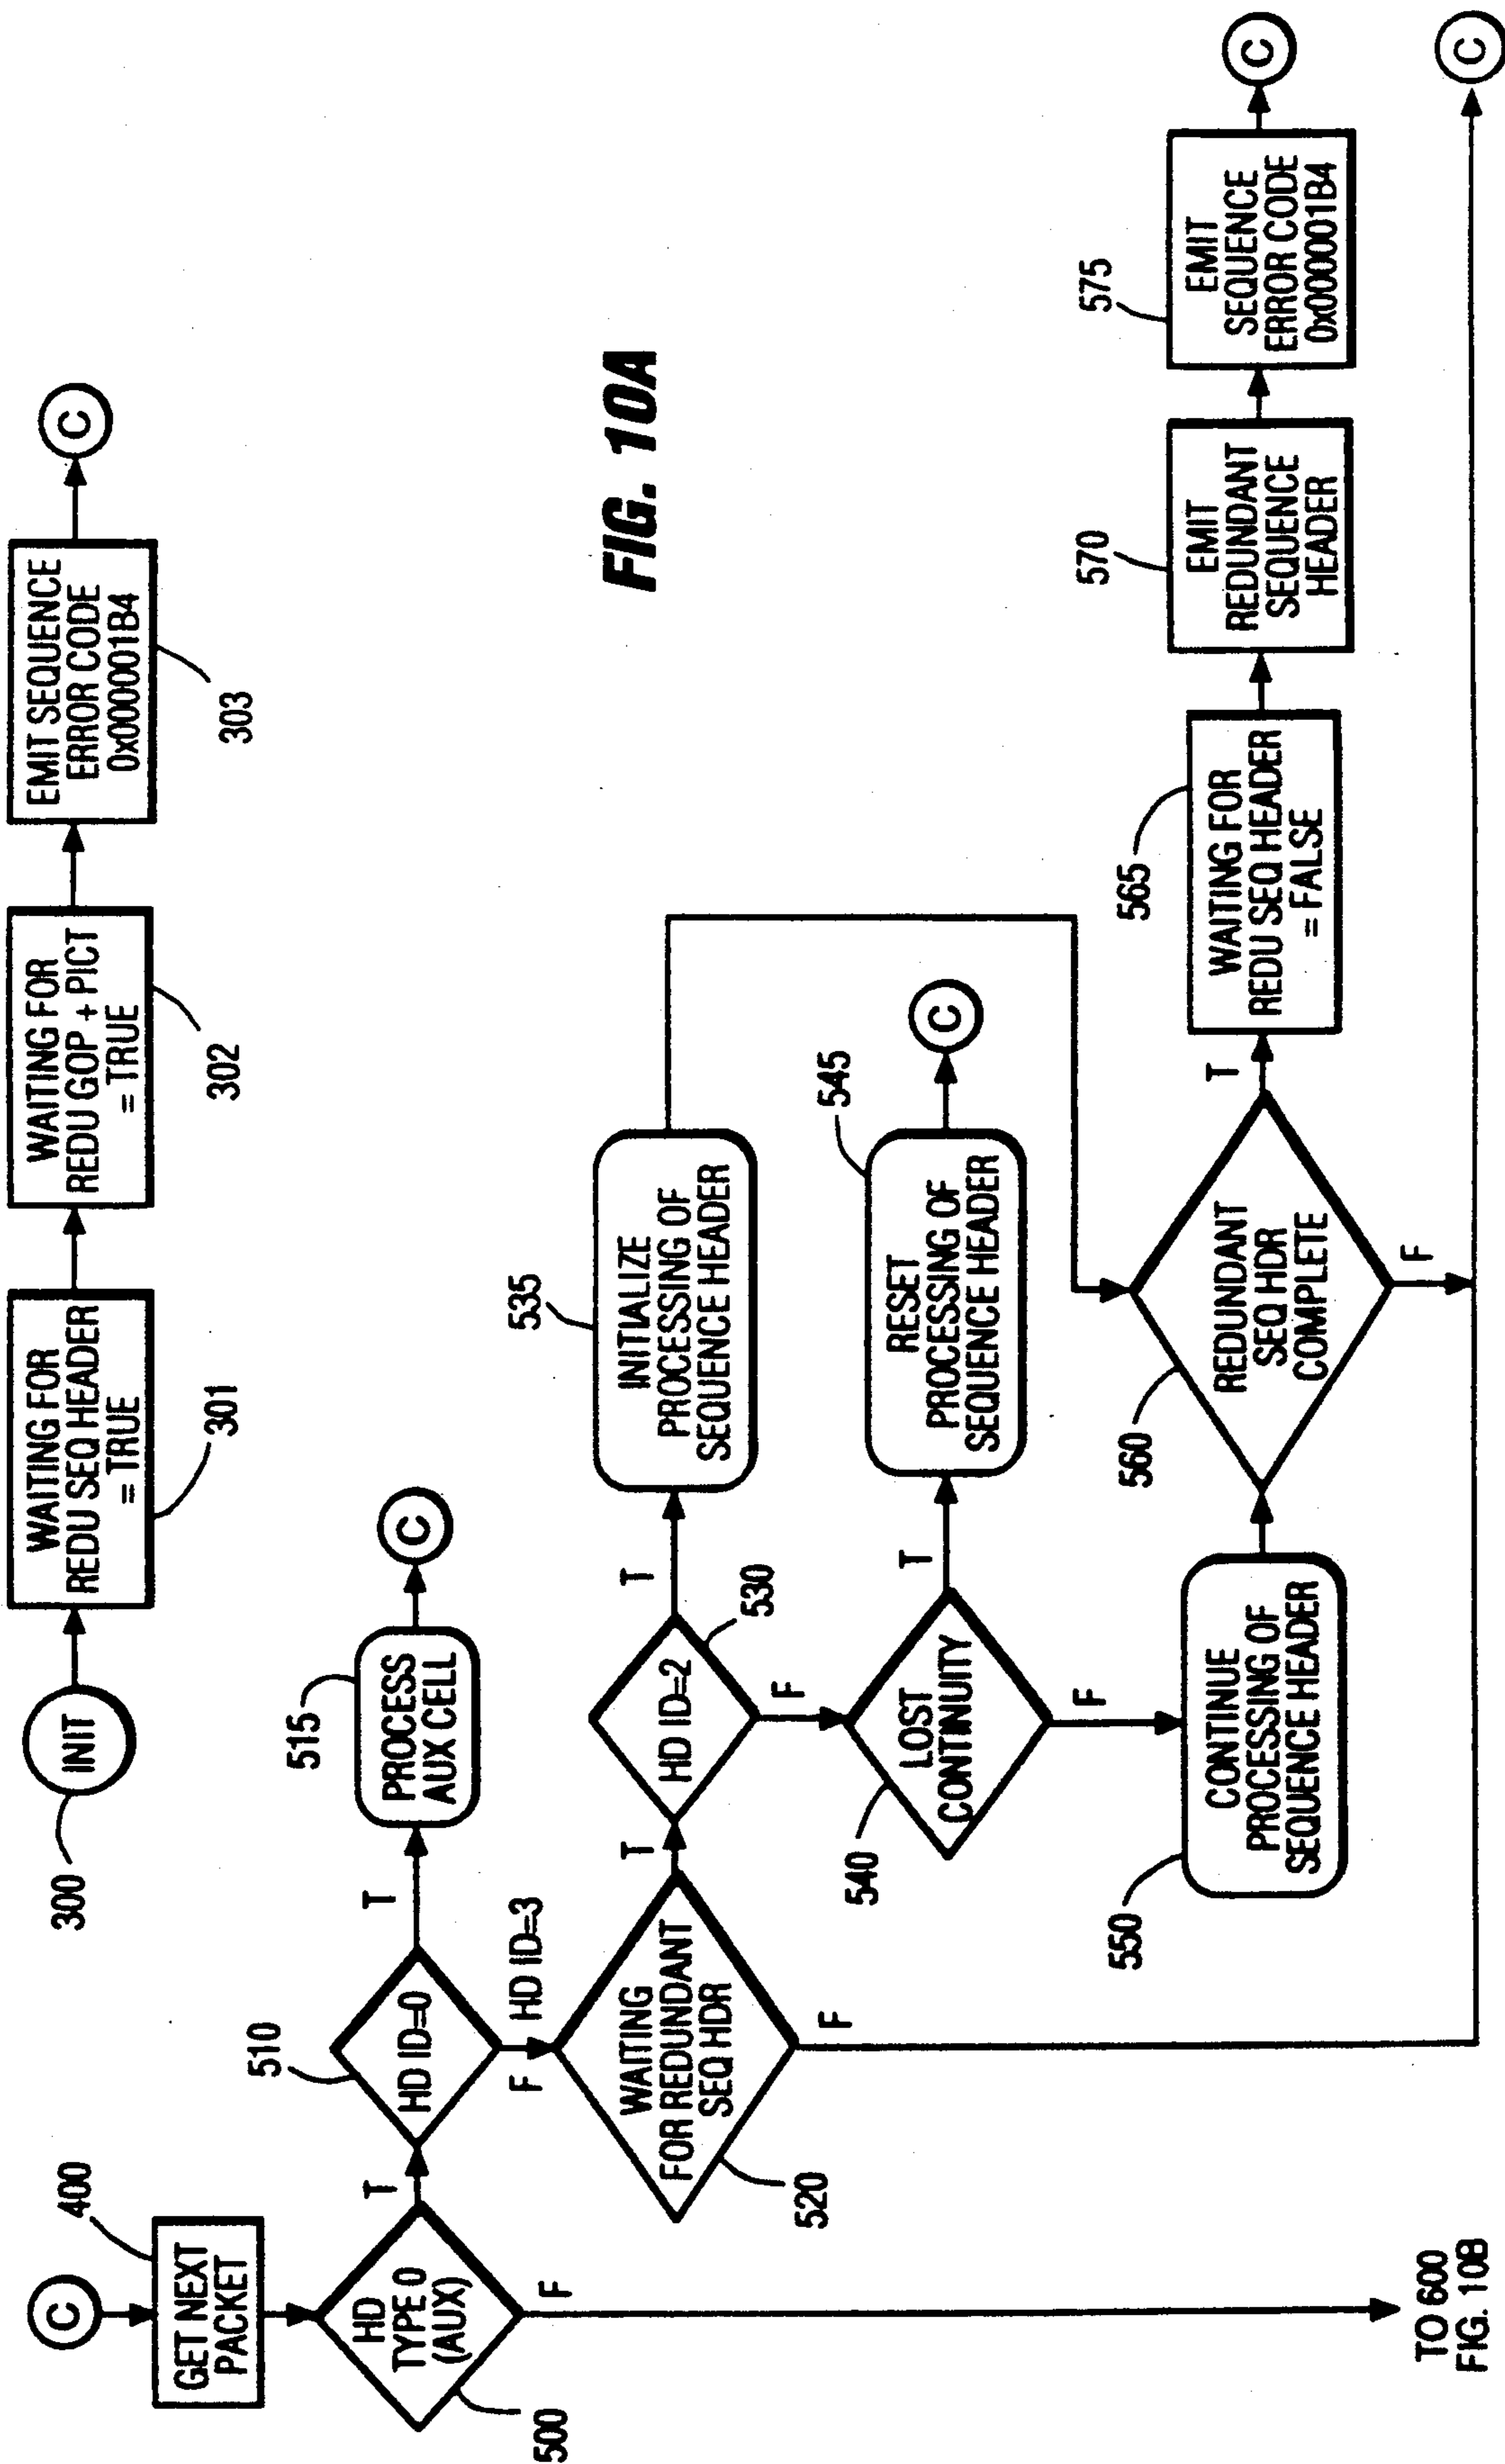 INIT
300
WAITING FOR
REDU SEQ HEADER
= TRUE
301
WAITING FOR
REDU GOP + PICT
= TRUE
302
EMIT SEQUENCE
ERROR CODE
0x000001B4
303
C
FIG. 10A
C
GET NEXT
PACKET
400
HD
TYPE 0
(AUX)
500
T
F
TO 600
FIG. 10B
HD ID=0
510
T
F
HD ID=3
PROCESS
AUX CELL
515
C
WAITING
FOR REDUNDANT
SEQ HDR
520
T
F
HD ID=2
530
T
F
INITIALIZE
PROCESSING OF
SEQUENCE HEADER
535
LOST
CONTINUITY
540
T
F
RESET
PROCESSING OF
SEQUENCE HEADER
545
C
CONTINUE
PROCESSING OF
SEQUENCE HEADER
550
REDUNDANT
SEQ HDR
COMPLETE
560
T
F
WAITING FOR
REDU SEQ HEADER
= FALSE
565
EMIT
REDUNDANT
SEQUENCE
HEADER
570
EMIT
SEQUENCE
ERROR CODE
0x000001B4
575
C
C